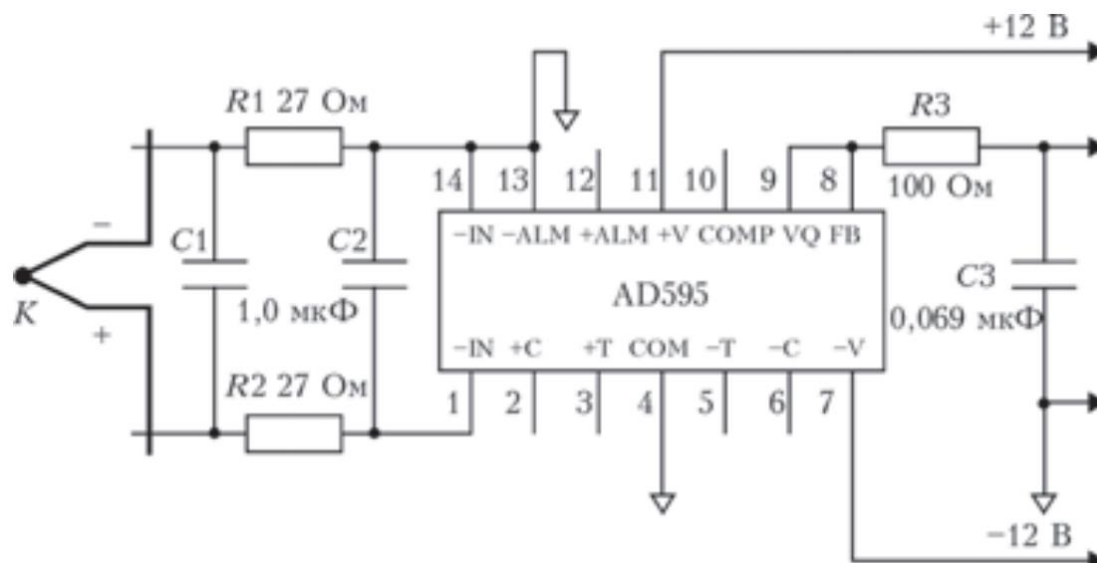 +12 В
R1 27 Ом
R3
14 13 12 11 10 9 8
100 Ом
−IN −ALM +ALM +V COMP VQ FB
−
C1 C2
AD595
C3
K
1,0 мкФ
0,069 мкФ
+
−IN +C +T COM −T −C −V
R2 27 Ом
1 2 3 4 5 6 7
−12 В